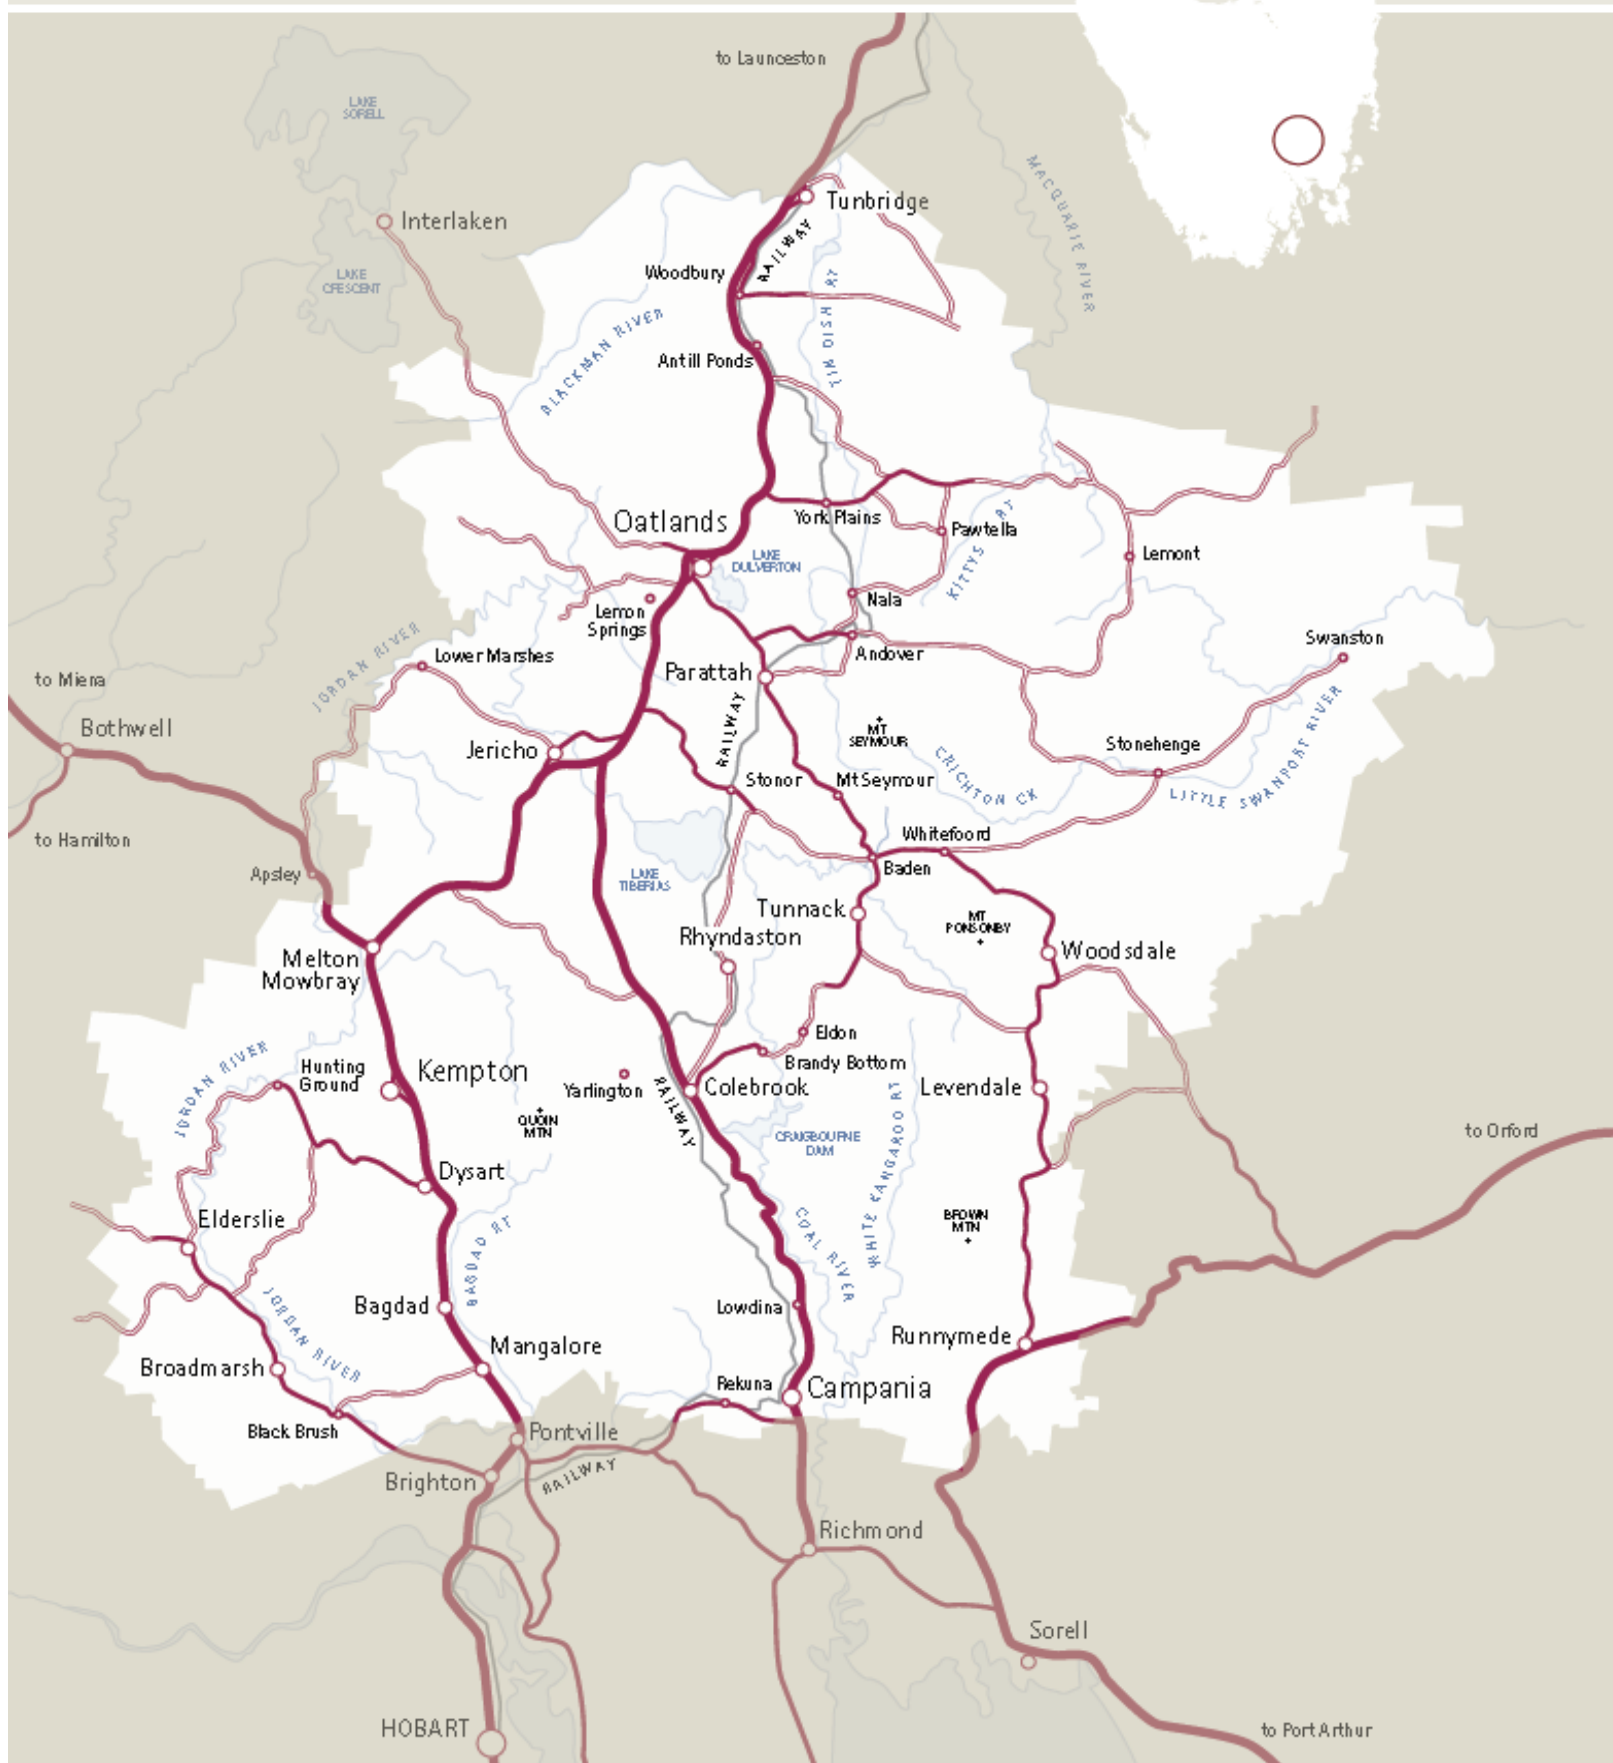 to Launceston
LAKE
SORELL
MACQUARIE RIVER
Tunbridge
Interlaken
RAILWAY
Woodbury
LAKE
CRESCENT
TIN DISH RT
BLACKMAN RIVER
Antill Ponds
Oatlands
York Plains
Pawtella
KITTYS RT
Lemont
LAKE
DULVERTON
Nala
Lemon
Springs
JORDAN RIVER
Lower Marshes
Andover
Swanston
to Miena
Parattah
Bothwell
RAILWAY
MT
SEYMOUR
Jericho
Stonehenge
CRICHTON CK
LITTLE SWANPORT RIVER
Stonor
Mt Seymour
to Hamilton
Whitefoord
Apsley
LAKE
TIBERIAS
Baden
Tunnack
MT
PONSONBY
Rhyndaston
Woodsdale
Melton
Mowbray
Eldon
JORDAN RIVER
Hunting
Ground
Kempton
Brandy Bottom
Yarlington
Colebrook
Levendale
RAILWAY
QUOIN
MTN
CRAIGBOURNE
DAM
WHITE KANGAROO RT
to Orford
Dysart
Elderslie
BAGDAD RT
COAL RIVER
BROWN
MTN
Bagdad
JORDAN RIVER
Lowdina
Runnymede
Mangalore
Broadmarsh
Rekuna
Campania
Black Brush
Pontville
Brighton
RAILWAY
Richmond
Sorell
HOBART
to Port Arthur